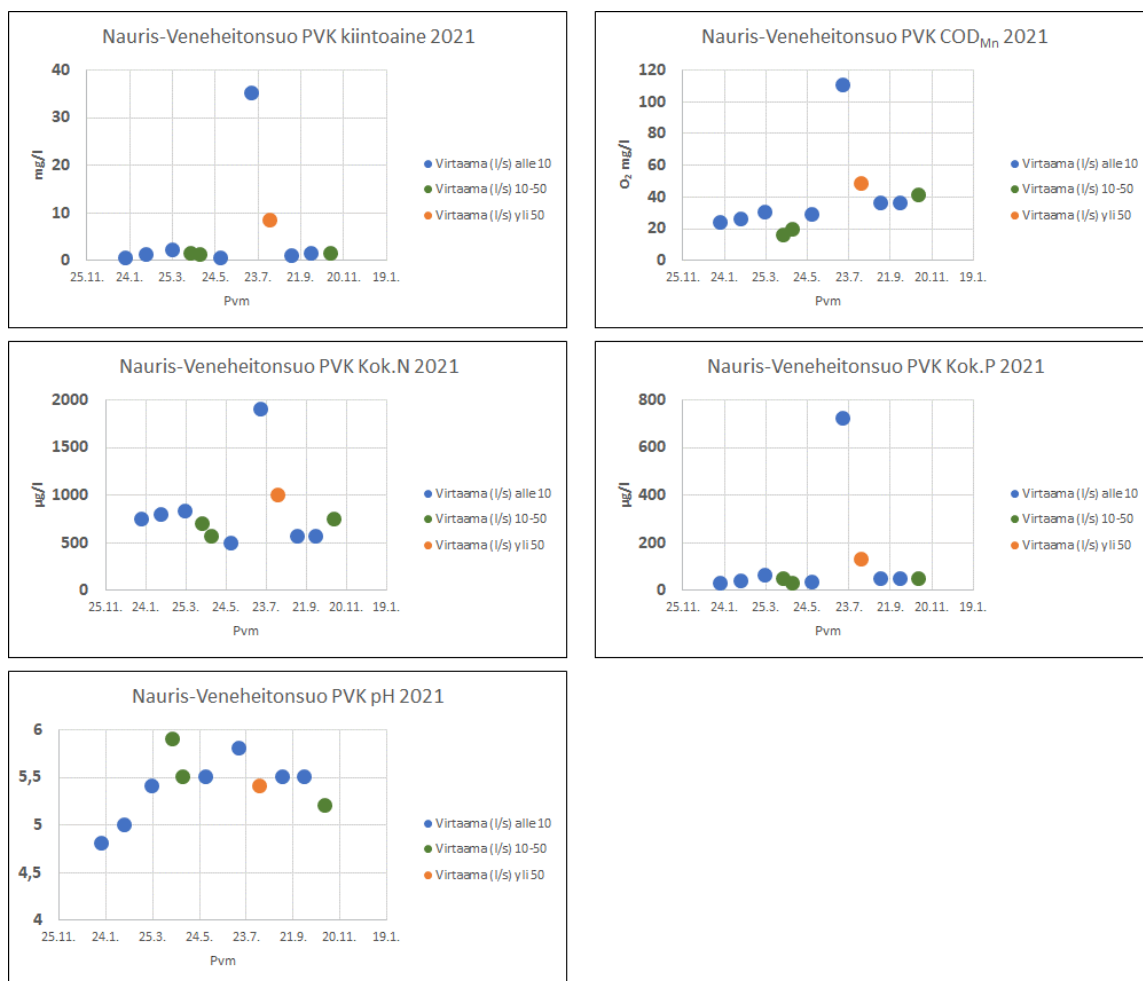 Nauris-Veneheitonsuo PVK kiintoaine 2021
40
30
20
10
0
mg/l
25.11. 24.1. 25.3. 24.5. 23.7. 21.9. 20.11. 19.1.
Pvm
Virtaama (l/s) alle 10
Virtaama (l/s) 10-50
Virtaama (l/s) yli 50
Nauris-Veneheitonsuo PVK COD_Mn 2021
120
100
80
60
40
20
0
O₂ mg/l
25.11. 24.1. 25.3. 24.5. 23.7. 21.9. 20.11. 19.1.
Pvm
Virtaama (l/s) alle 10
Virtaama (l/s) 10-50
Virtaama (l/s) yli 50
Nauris-Veneheitonsuo PVK Kok.N 2021
2000
1500
1000
500
0
µg/l
25.11. 24.1. 25.3. 24.5. 23.7. 21.9. 20.11. 19.1.
Pvm
Virtaama (l/s) alle 10
Virtaama (l/s) 10-50
Virtaama (l/s) yli 50
Nauris-Veneheitonsuo PVK Kok.P 2021
800
600
400
200
0
µg/l
25.11. 24.1. 25.3. 24.5. 23.7. 21.9. 20.11. 19.1.
Pvm
Virtaama (l/s) alle 10
Virtaama (l/s) 10-50
Virtaama (l/s) yli 50
Nauris-Veneheitonsuo PVK pH 2021
6
5,5
5
4,5
4
25.11. 24.1. 25.3. 24.5. 23.7. 21.9. 20.11. 19.1.
Pvm
Virtaama (l/s) alle 10
Virtaama (l/s) 10-50
Virtaama (l/s) yli 50